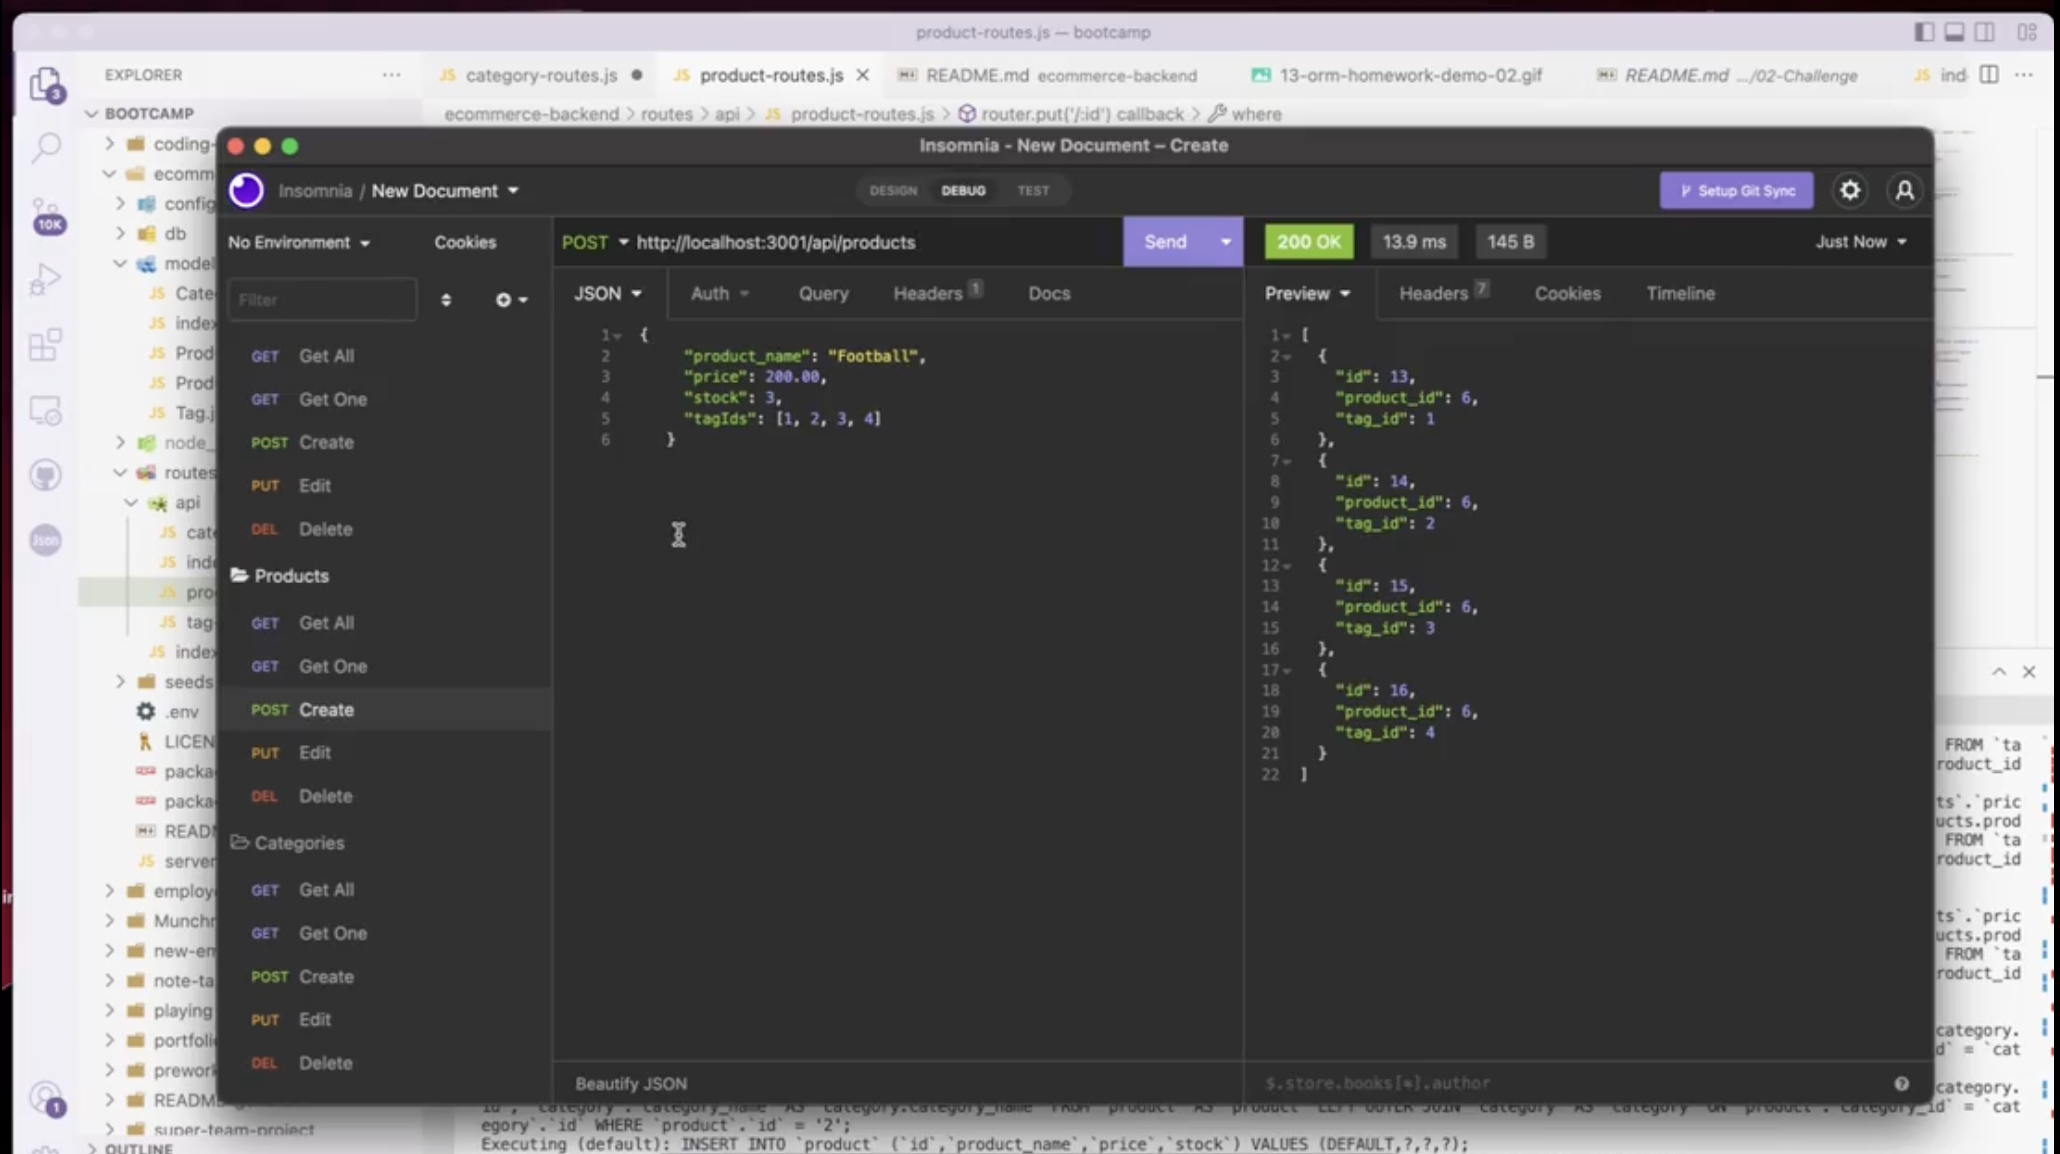 product-routes.js — bootcamp
EXPLORER
category-routes.js
product-routes.js
README.md ecommerce-backend
13-orm-homework-demo-02.gif
README.md .../02-Challenge
ind
BOOTCAMP
ecommerce-backend > routes > api > product-routes.js > router.put('/:id') callback > where
coding-
ecomm
config
db
model
Cate
index
Prod
Prod
Tag.j
node_
routes
api
cate
inde
pro
tag-
index
seeds
.env
LICEN
packa
packa
READ
server
employ
Munchr
new-em
note-ta
playing
portfoli
prework
README
super-team-project
OUTLINE
3
10K
Json
1
Insomnia - New Document – Create
Insomnia / New Document
DESIGN DEBUG TEST
Setup Git Sync
No Environment
Cookies
POST http://localhost:3001/api/products
Send
200 OK
13.9 ms
145 B
Just Now
Filter
JSON
Auth
Query
Headers 1
Docs
Preview
Headers 7
Cookies
Timeline
GET Get All
GET Get One
POST Create
PUT Edit
DEL Delete
Products
GET Get All
GET Get One
POST Create
PUT Edit
DEL Delete
Categories
GET Get All
GET Get One
POST Create
PUT Edit
DEL Delete
1 {
2 "product_name": "Football",
3 "price": 200.00,
4 "stock": 3,
5 "tagIds": [1, 2, 3, 4]
6 }
1 [
2 {
3 "id": 13,
4 "product_id": 6,
5 "tag_id": 1
6 },
7 {
8 "id": 14,
9 "product_id": 6,
10 "tag_id": 2
11 },
12 {
13 "id": 15,
14 "product_id": 6,
15 "tag_id": 3
16 },
17 {
18 "id": 16,
19 "product_id": 6,
20 "tag_id": 4
21 }
22 ]
Beautify JSON
$.store.books[*].author
FROM `ta
roduct_id
ts`.`pric
ucts.prod
FROM `ta
roduct_id
ts`.`pric
ucts.prod
FROM `ta
roduct_id
category.
d` = `cat
category.
= `cat
egory`.`id` WHERE `product`.`id` = '2';
Executing (default): INSERT INTO `product` (`id`,`product_name`,`price`,`stock`) VALUES (DEFAULT,?,?,?);